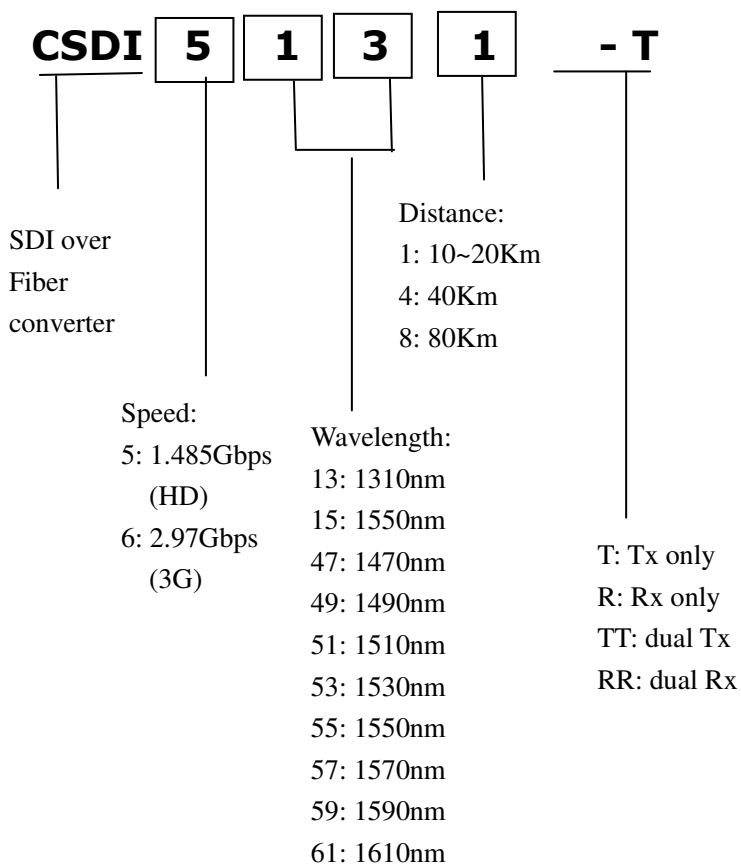 CSDI 5 1 3 1 - T
SDI over
Fiber
converter
Distance:
1: 10~20Km
4: 40Km
8: 80Km
Speed:
5: 1.485Gbps
(HD)
6: 2.97Gbps
(3G)
Wavelength:
13: 1310nm
15: 1550nm
47: 1470nm
49: 1490nm
51: 1510nm
53: 1530nm
55: 1550nm
57: 1570nm
59: 1590nm
61: 1610nm
T: Tx only
R: Rx only
TT: dual Tx
RR: dual Rx